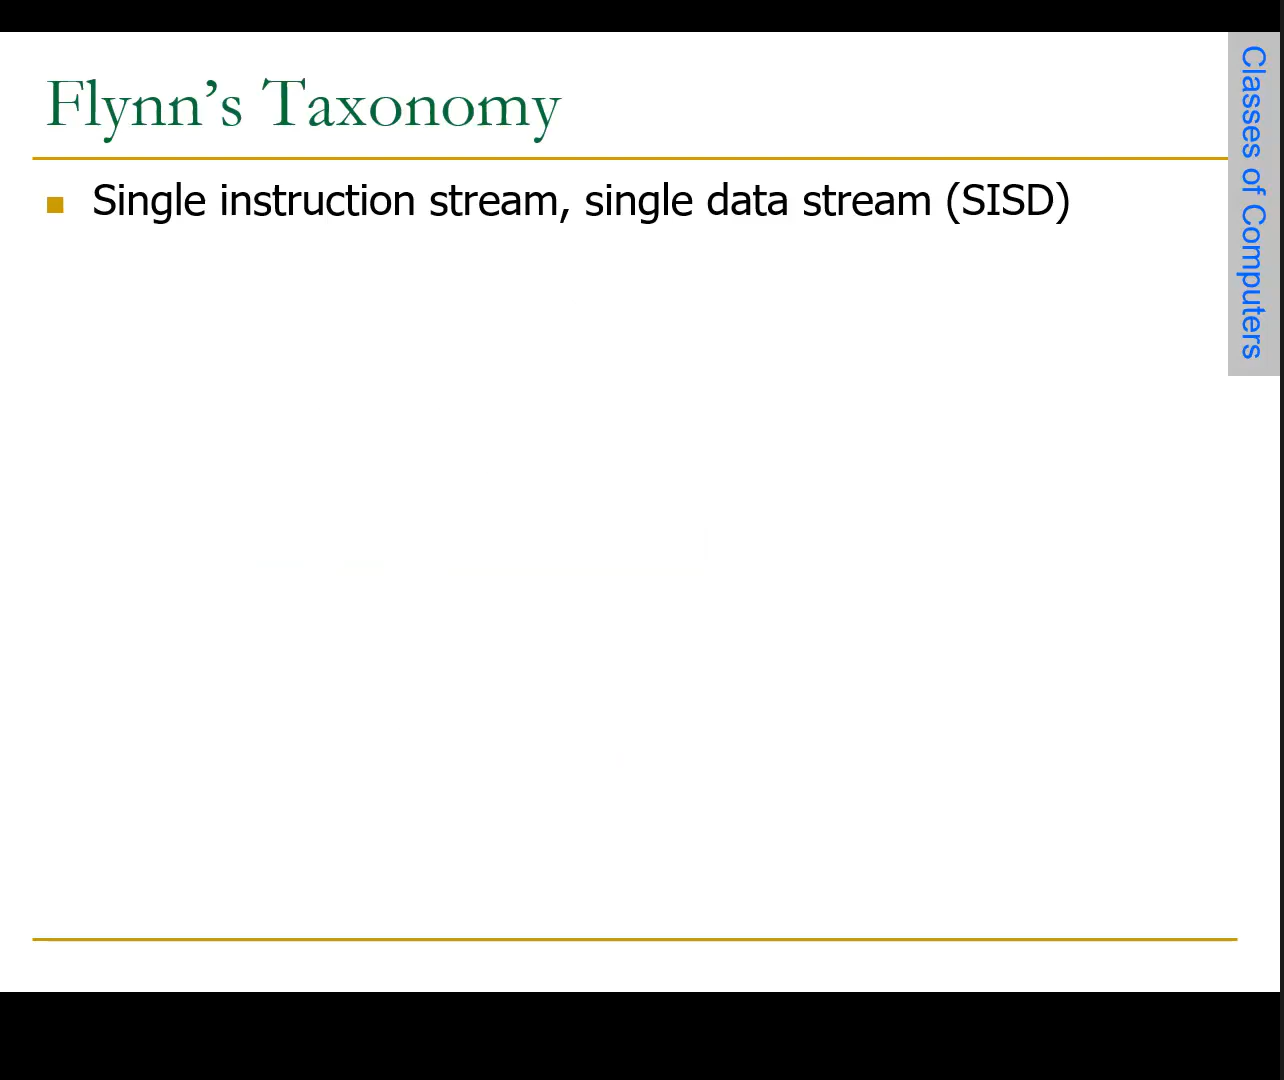 Flynn’s Taxonomy
Single instruction stream, single data stream (SISD)
Classes of Computers